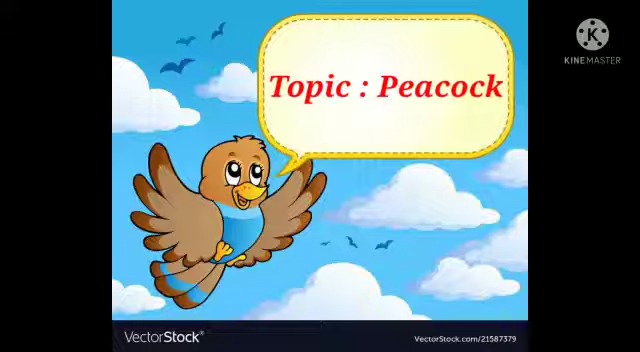 Topic : Peacock
K
KINEMASTER
VectorStock®
VectorStock.com/21587379